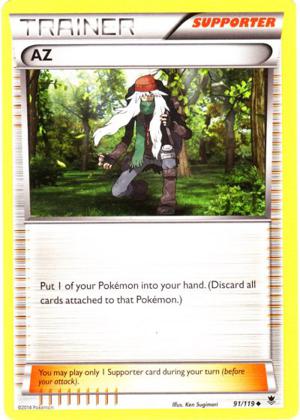 TRAINER
SUPPORTER
AZ
Put 1 of your Pokémon into your hand. (Discard all
cards attached to that Pokémon.)
You may play only 1 Supporter card during your turn (before
your attack).
Illus. Ken Sugimori
91/119
©2014 Pokémon